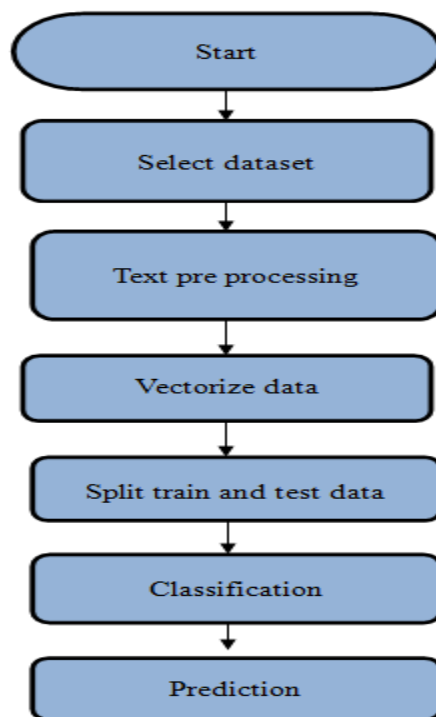 Start
Select dataset
Text pre processing
Vectorize data
Split train and test data
Classification
Prediction